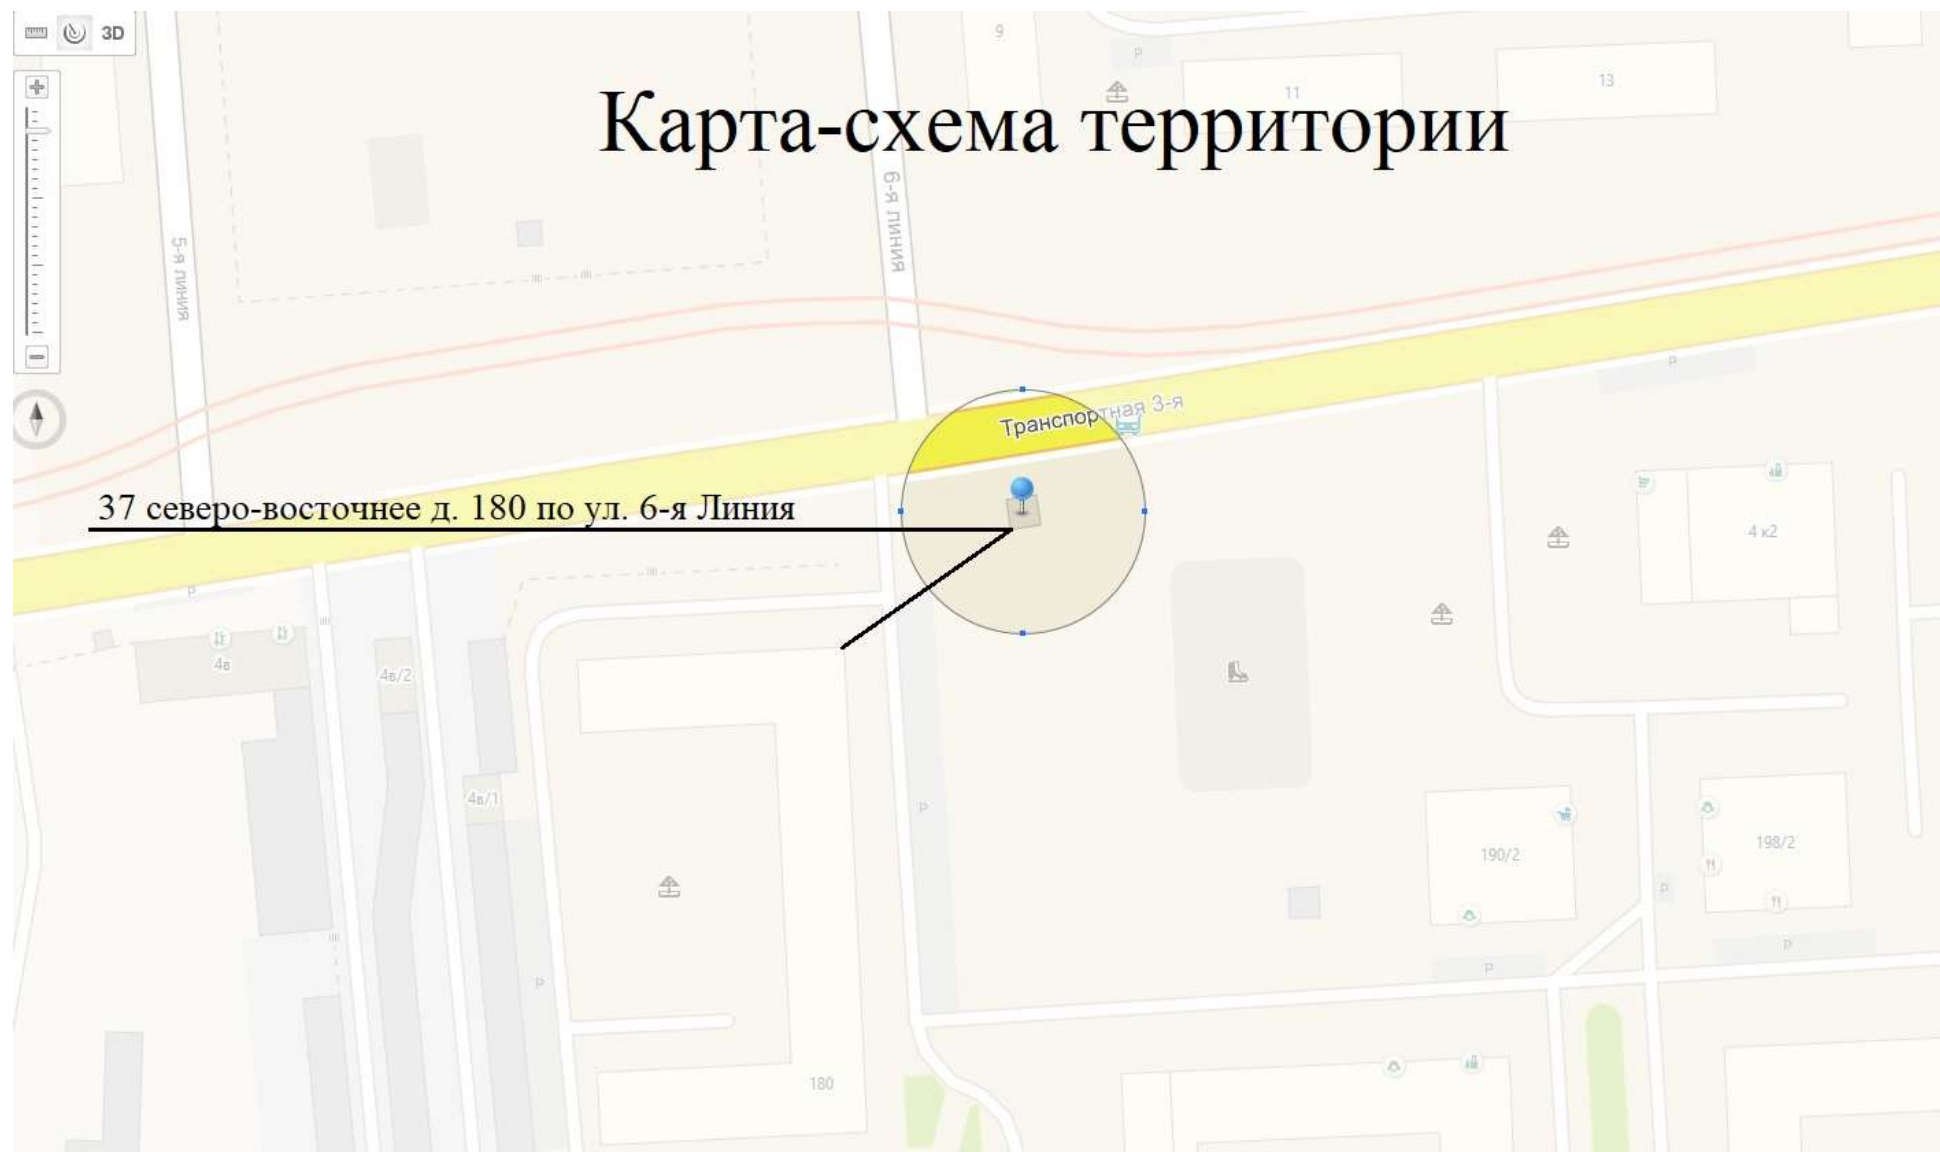 3D
9
P
11
13
Карта-схема территории
6-я линия
5-я линия
P
Транспортная 3-я
37 северо-восточнее д. 180 по ул. 6-я Линия
4 к2
P
4в
4в/2
4в/1
P
190/2
198/2
P
P
P
P
180